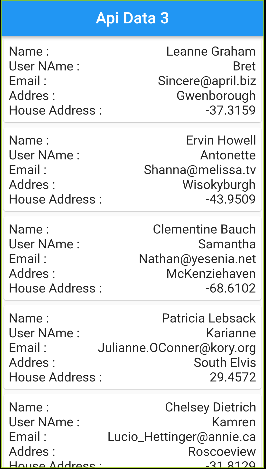 Api Data 3
Name : Leanne Graham
User NAme : Bret
Email : Sincere@april.biz
Addres : Gwenborough
House Address : -37.3159
Name : Ervin Howell
User NAme : Antonette
Email : Shanna@melissa.tv
Addres : Wisokyburgh
House Address : -43.9509
Name : Clementine Bauch
User NAme : Samantha
Email : Nathan@yesenia.net
Addres : McKenziehaven
House Address : -68.6102
Name : Patricia Lebsack
User NAme : Karianne
Email : Julianne.OConner@kory.org
Addres : South Elvis
House Address : 29.4572
Name : Chelsey Dietrich
User NAme : Kamren
Email : Lucio_Hettinger@annie.ca
Addres : Roscoeview
House Address : -31.8129